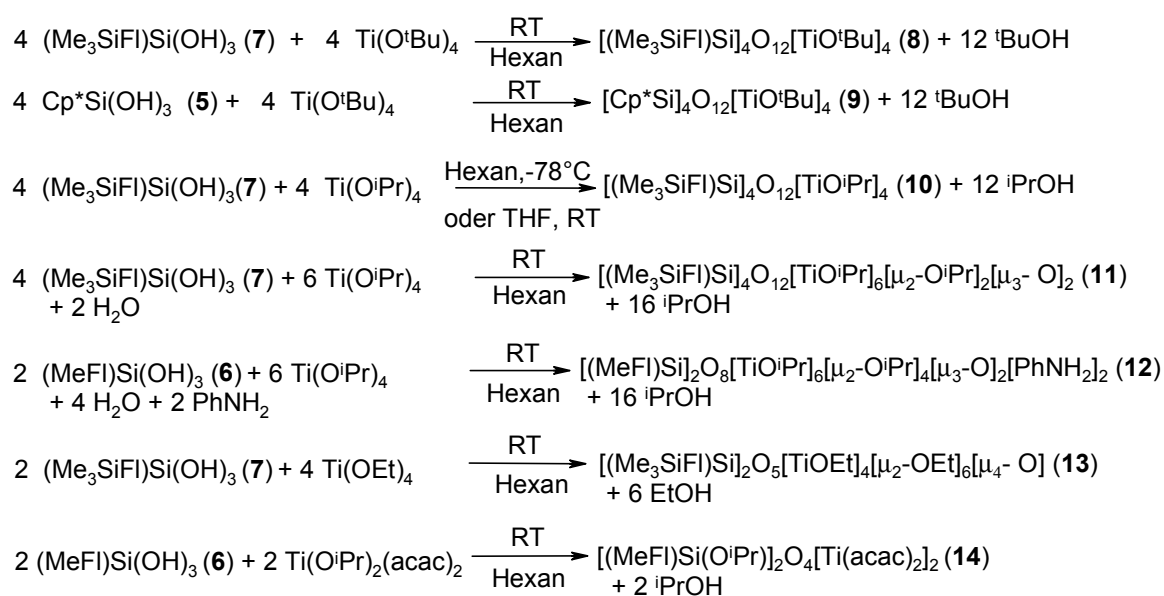 4 (Me₃SiFl)Si(OH)₃ (7) + 4 Ti(OᵗBu)₄ RT Hexan [(Me₃SiFl)Si]₄O₁₂[TiOᵗBu]₄ (8) + 12 ᵗBuOH
4 Cp*Si(OH)₃ (5) + 4 Ti(OᵗBu)₄ RT Hexan [Cp*Si]₄O₁₂[TiOᵗBu]₄ (9) + 12 ᵗBuOH
4 (Me₃SiFl)Si(OH)₃(7) + 4 Ti(OⁱPr)₄ Hexan,-78°C oder THF, RT [(Me₃SiFl)Si]₄O₁₂[TiOⁱPr]₄ (10) + 12 ⁱPrOH
4 (Me₃SiFl)Si(OH)₃ (7) + 6 Ti(OⁱPr)₄ RT Hexan [(Me₃SiFl)Si]₄O₁₂[TiOⁱPr]₆[μ₂-OⁱPr]₂[μ₃- O]₂ (11)
+ 2 H₂O + 16 ⁱPrOH
2 (MeFl)Si(OH)₃ (6) + 6 Ti(OⁱPr)₄ RT Hexan [(MeFl)Si]₂O₈[TiOⁱPr]₆[μ₂-OⁱPr]₄[μ₃-O]₂[PhNH₂]₂ (12)
+ 4 H₂O + 2 PhNH₂ + 16 ⁱPrOH
2 (Me₃SiFl)Si(OH)₃ (7) + 4 Ti(OEt)₄ RT Hexan [(Me₃SiFl)Si]₂O₅[TiOEt]₄[μ₂-OEt]₆[μ₄- O] (13)
+ 6 EtOH
2 (MeFl)Si(OH)₃ (6) + 2 Ti(OⁱPr)₂(acac)₂ RT Hexan [(MeFl)Si(OⁱPr)]₂O₄[Ti(acac)₂]₂ (14)
+ 2 ⁱPrOH